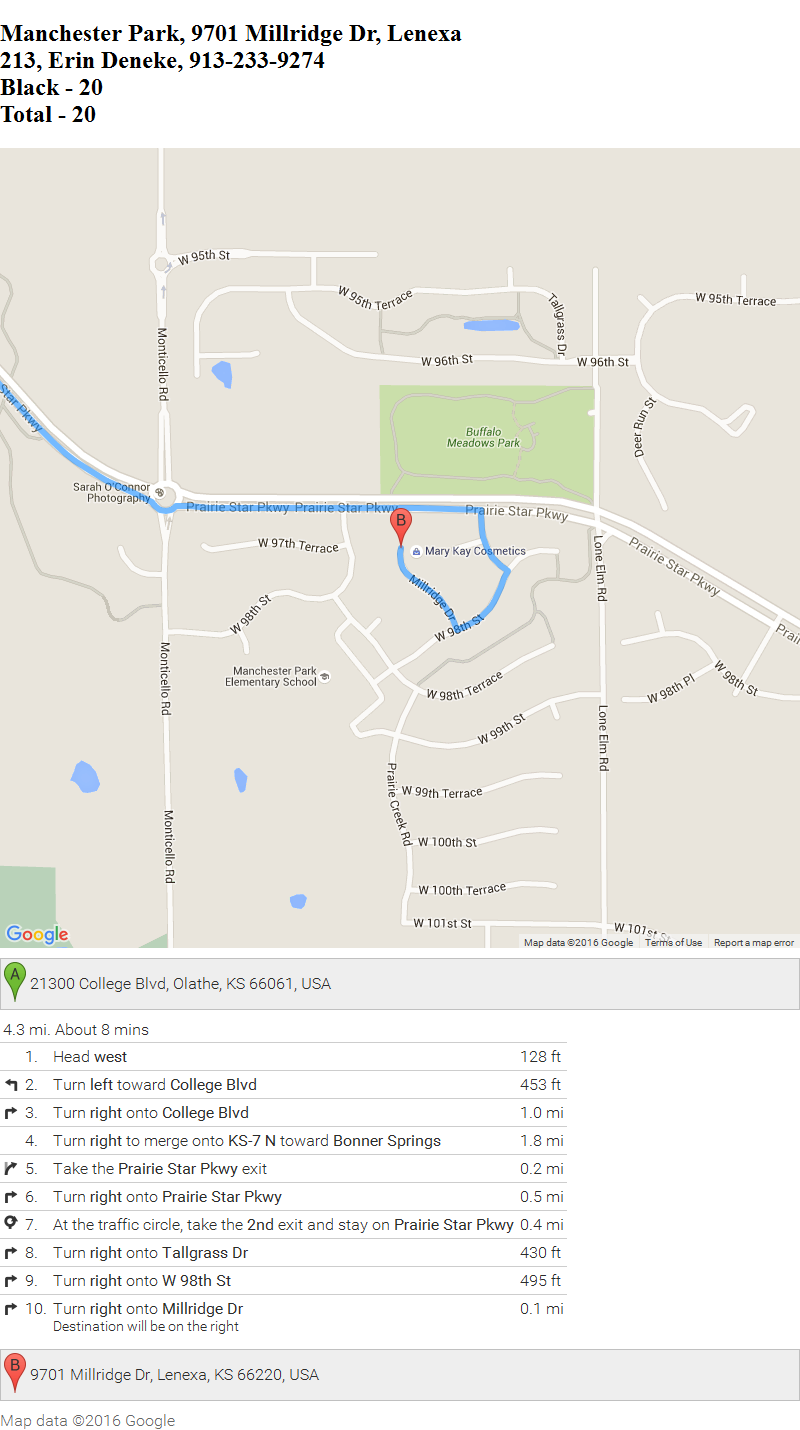 Manchester Park, 9701 Millridge Dr, Lenexa
213, Erin Deneke, 913-233-9274
Black - 20
Total - 20
W 95th St
W 95th Terrace
Tallgrass Dr
W 95th Terrace
Monticello Rd
W 96th St
W 96th St
Star Pkwy
Deer Run St
Buffalo
Meadows Park
Sarah O'Connor
Photography
Prairie Star Pkwy
Prairie Star Pkwy
Prairie Star Pkwy
B
W 97th Terrace
Mary Kay Cosmetics
Lone Elm Rd
Prairie Star Pkwy
Millridge Dr
W 98th St
W 98th St
Prai
Monticello Rd
Manchester Park
Elementary School
W 98th Terrace
W 98th Pl
W 98th St
W 99th St
Lone Elm Rd
Prairie Creek Rd
W 99th Terrace
Monticello Rd
W 100th St
W 100th Terrace
W 101st St
W 101st St
Google
Map data ©2016 Google
Terms of Use
Report a map error
A
21300 College Blvd, Olathe, KS 66061, USA
4.3 mi. About 8 mins
1. Head west 128 ft
2. Turn left toward College Blvd 453 ft
3. Turn right onto College Blvd 1.0 mi
4. Turn right to merge onto KS-7 N toward Bonner Springs 1.8 mi
5. Take the Prairie Star Pkwy exit 0.2 mi
6. Turn right onto Prairie Star Pkwy 0.5 mi
7. At the traffic circle, take the 2nd exit and stay on Prairie Star Pkwy 0.4 mi
8. Turn right onto Tallgrass Dr 430 ft
9. Turn right onto W 98th St 495 ft
10. Turn right onto Millridge Dr 0.1 mi
Destination will be on the right
B
9701 Millridge Dr, Lenexa, KS 66220, USA
Map data ©2016 Google